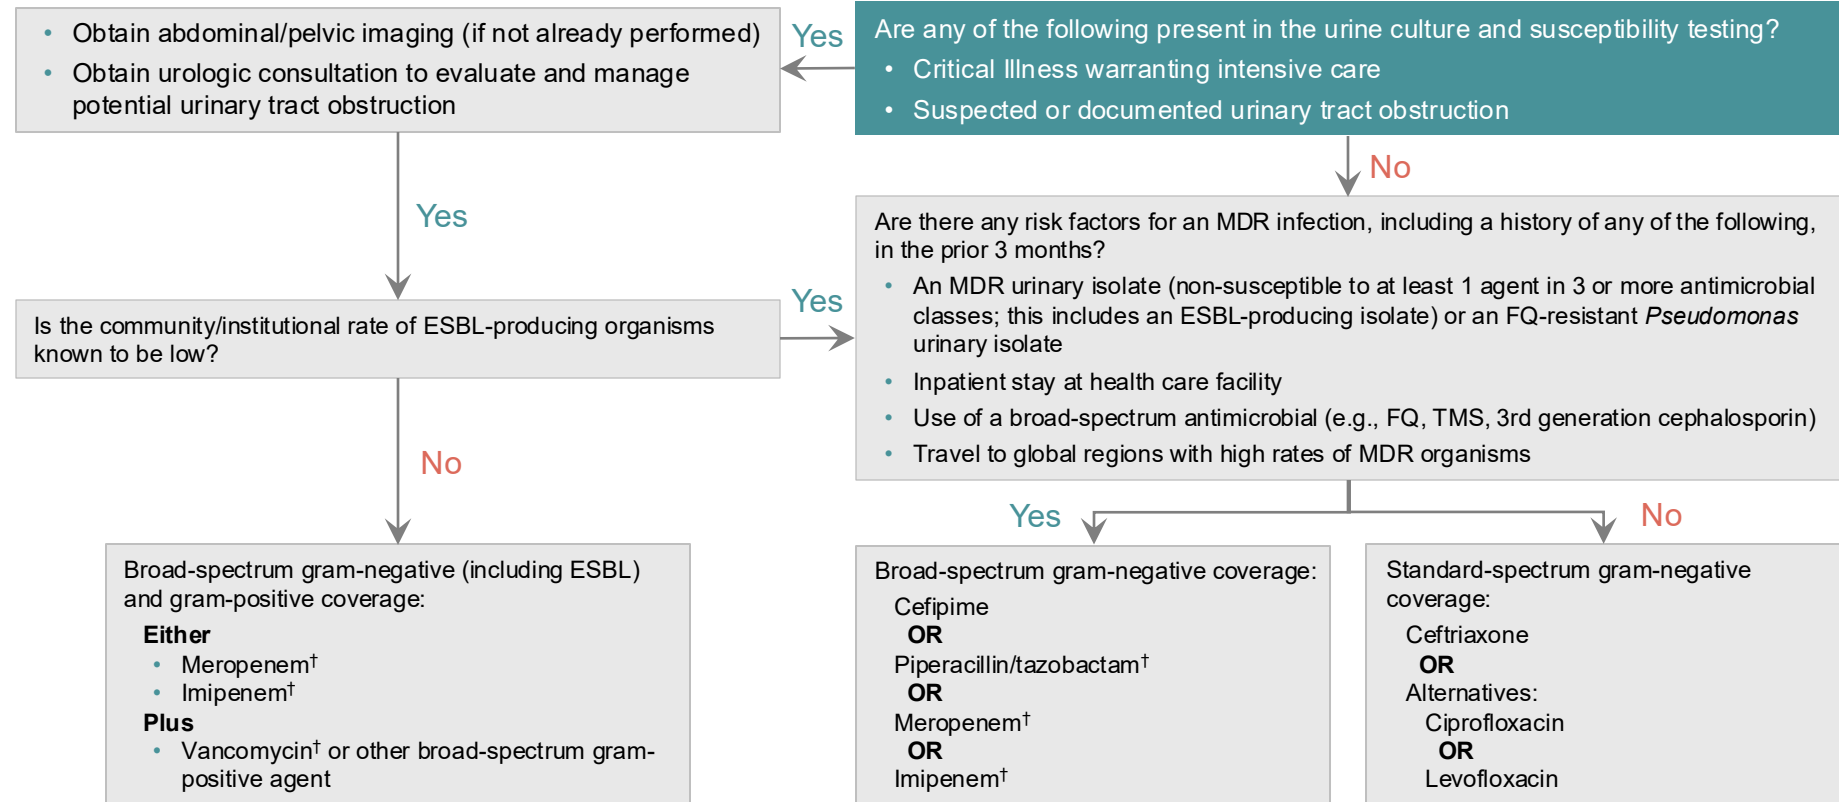 • Obtain abdominal/pelvic imaging (if not already performed)
• Obtain urologic consultation to evaluate and manage
potential urinary tract obstruction
Yes
Are any of the following present in the urine culture and susceptibility testing?
• Critical Illness warranting intensive care
• Suspected or documented urinary tract obstruction
Yes
No
Is the community/institutional rate of ESBL-producing organisms
known to be low?
Yes
Are there any risk factors for an MDR infection, including a history of any of the following,
in the prior 3 months?
• An MDR urinary isolate (non-susceptible to at least 1 agent in 3 or more antimicrobial
classes; this includes an ESBL-producing isolate) or an FQ-resistant Pseudomonas
urinary isolate
• Inpatient stay at health care facility
• Use of a broad-spectrum antimicrobial (e.g., FQ, TMS, 3rd generation cephalosporin)
• Travel to global regions with high rates of MDR organisms
No
Yes
No
Broad-spectrum gram-negative (including ESBL)
and gram-positive coverage:
Either
• Meropenem†
• Imipenem†
Plus
• Vancomycin† or other broad-spectrum gram-
positive agent
Broad-spectrum gram-negative coverage:
Cefipime
OR
Piperacillin/tazobactam†
OR
Meropenem†
OR
Imipenem†
Standard-spectrum gram-negative
coverage:
Ceftriaxone
OR
Alternatives:
Ciprofloxacin
OR
Levofloxacin